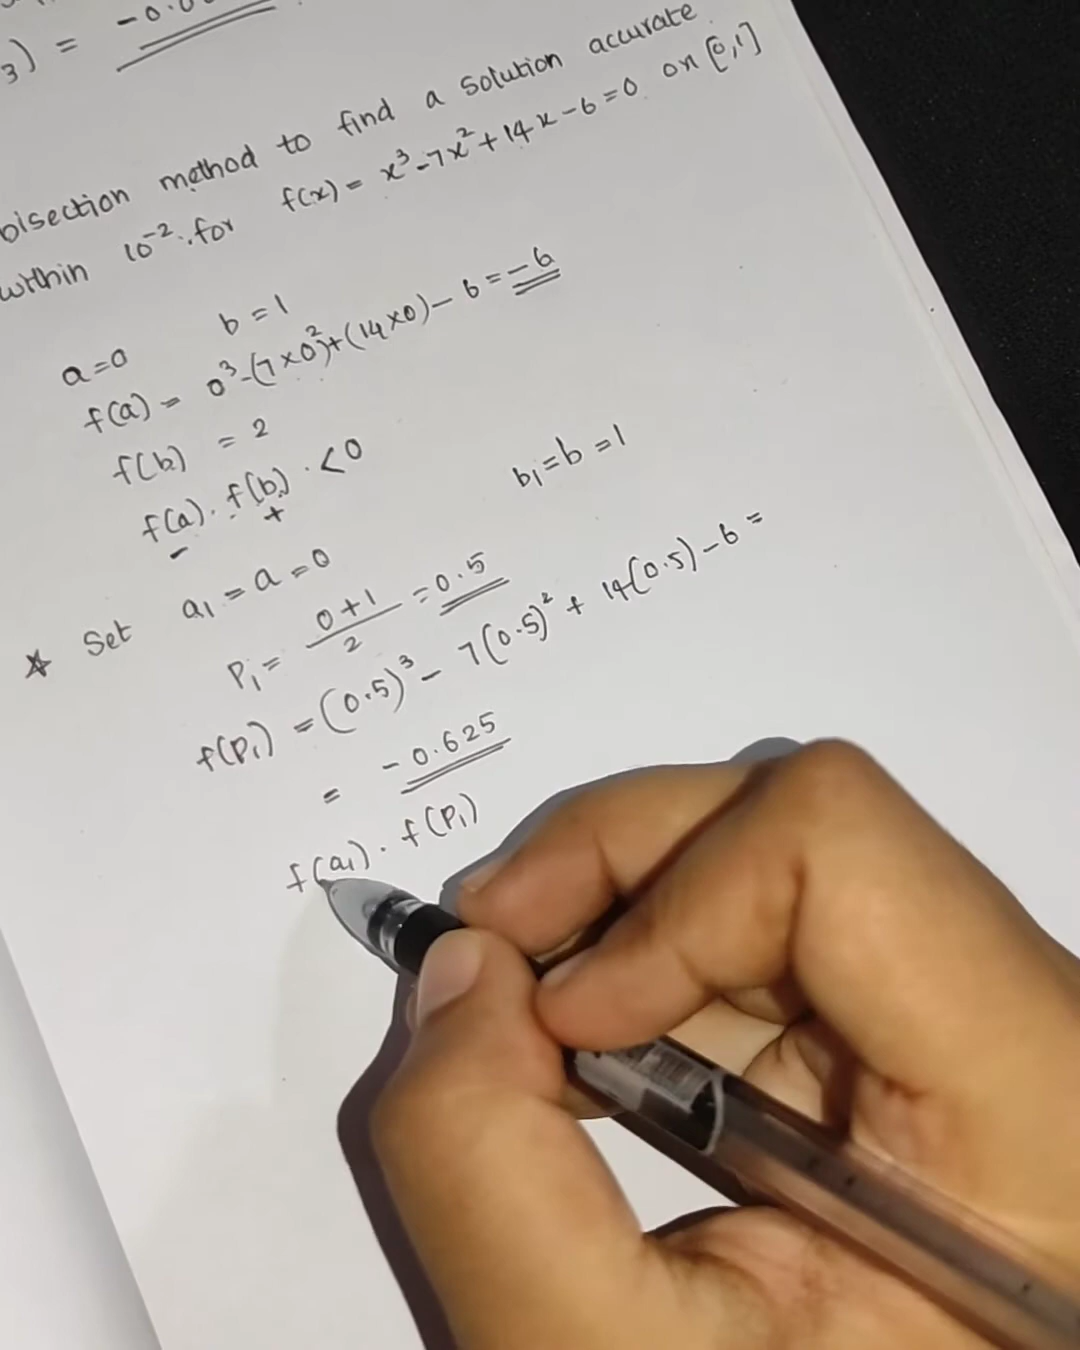 3) = -0.0
bisection method to find a solution accurate
within 10⁻². for f(x) = x³-7x²+14x-6=0 on [0,1]
a=0 b=1
f(a) = 0³-(7×0²)+(14×0)-6=-6
f(b) = 2
f(a). f(b). <0
- +
* Set a₁=a=0 b₁=b=1
P₁= 0+1/2 =0.5
f(P₁) =(0.5)³- 7(0.5)² + 14(0.5)-6 =
= -0.625
f(a₁). f(P₁)